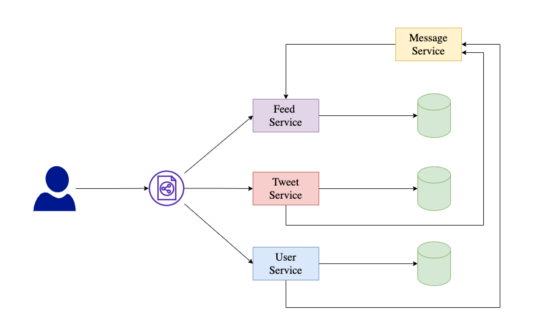 Message
Service
Feed
Service
Tweet
Service
User
Service